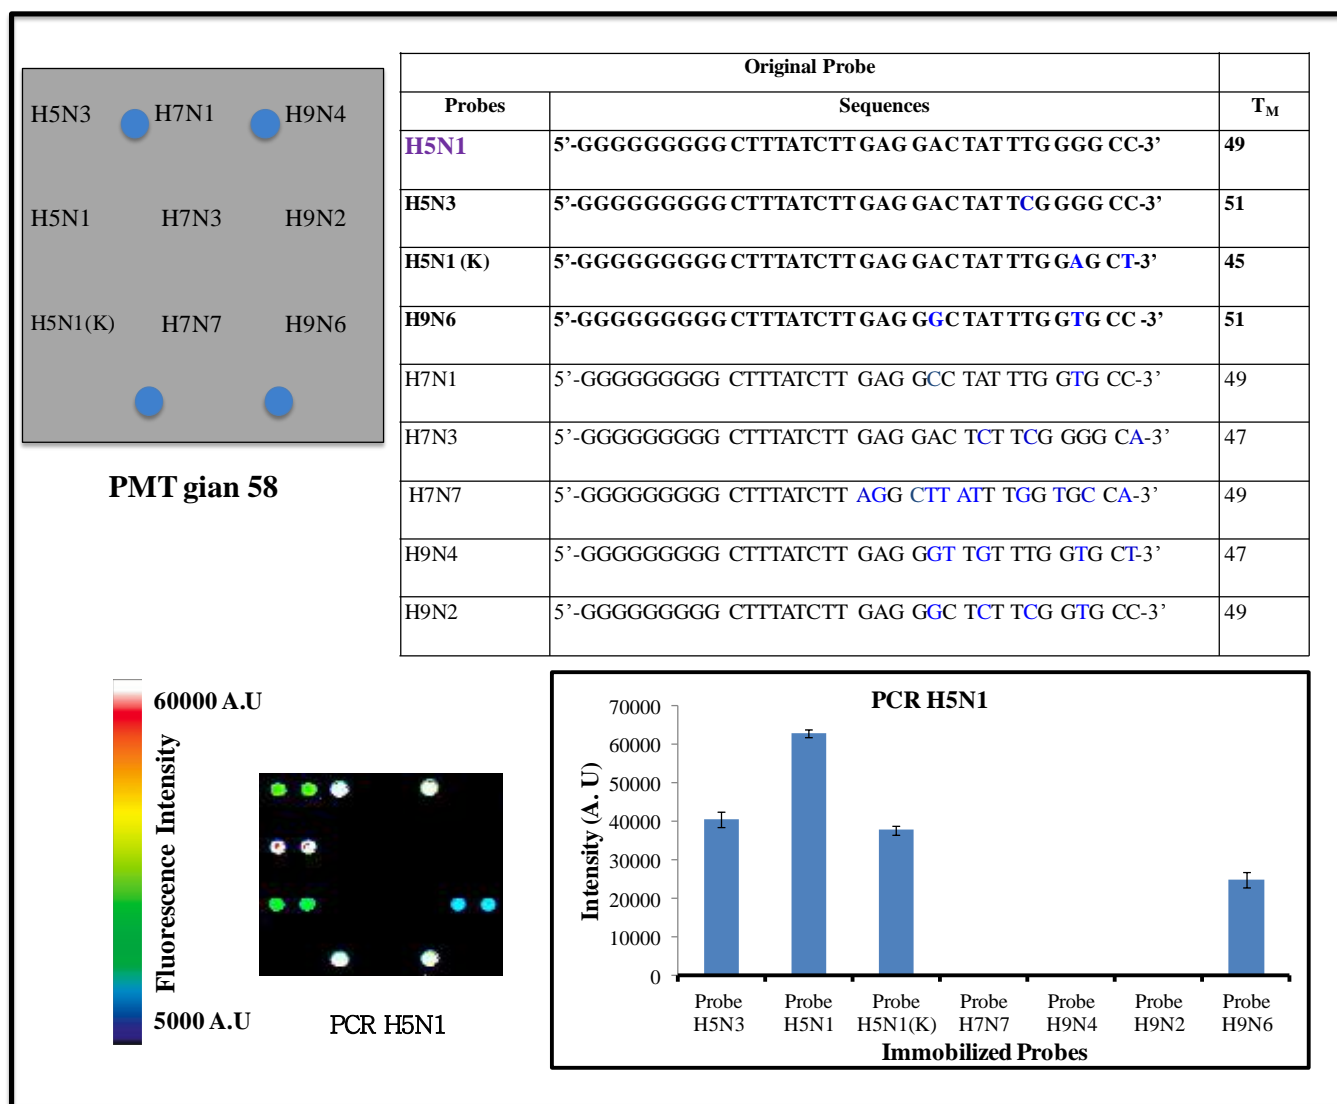 H5N3 H7N1 H9N4
H5N1 H7N3 H9N2
H5N1(K) H7N7 H9N6
PMT gian 58
Original Probe
Probes Sequences TM
H5N1 5’-GGGGGGGGG CTTTATCTT GAG GAC TAT TTG GGG CC-3’ 49
H5N3 5’-GGGGGGGGG CTTTATCTT GAG GAC TAT TCG GGG CC-3’ 51
H5N1 (K) 5’-GGGGGGGGG CTTTATCTT GAG GAC TAT TTG GAG CT-3’ 45
H9N6 5’-GGGGGGGGG CTTTATCTT GAG GGC TAT TTG GTG CC -3’ 51
H7N1 5’-GGGGGGGGG CTTTATCTT GAG GCC TAT TTG GTG CC-3’ 49
H7N3 5’-GGGGGGGGG CTTTATCTT GAG GAC TCT TCG GGG CA-3’ 47
H7N7 5’-GGGGGGGGG CTTTATCTT AGG CTT ATT TGG TGC CA-3’ 49
H9N4 5’-GGGGGGGGG CTTTATCTT GAG GGT TGT TTG GTG CT-3’ 47
H9N2 5’-GGGGGGGGG CTTTATCTT GAG GGC TCT TCG GTG CC-3’ 49
60000 A.U
Fluorescence Intensity
5000 A.U
PCR H5N1
PCR H5N1
Intensity (A. U)
70000
60000
50000
40000
30000
20000
10000
0
Probe Probe Probe Probe Probe Probe Probe
H5N3 H5N1 H5N1(K) H7N7 H9N4 H9N2 H9N6
Immobilized Probes